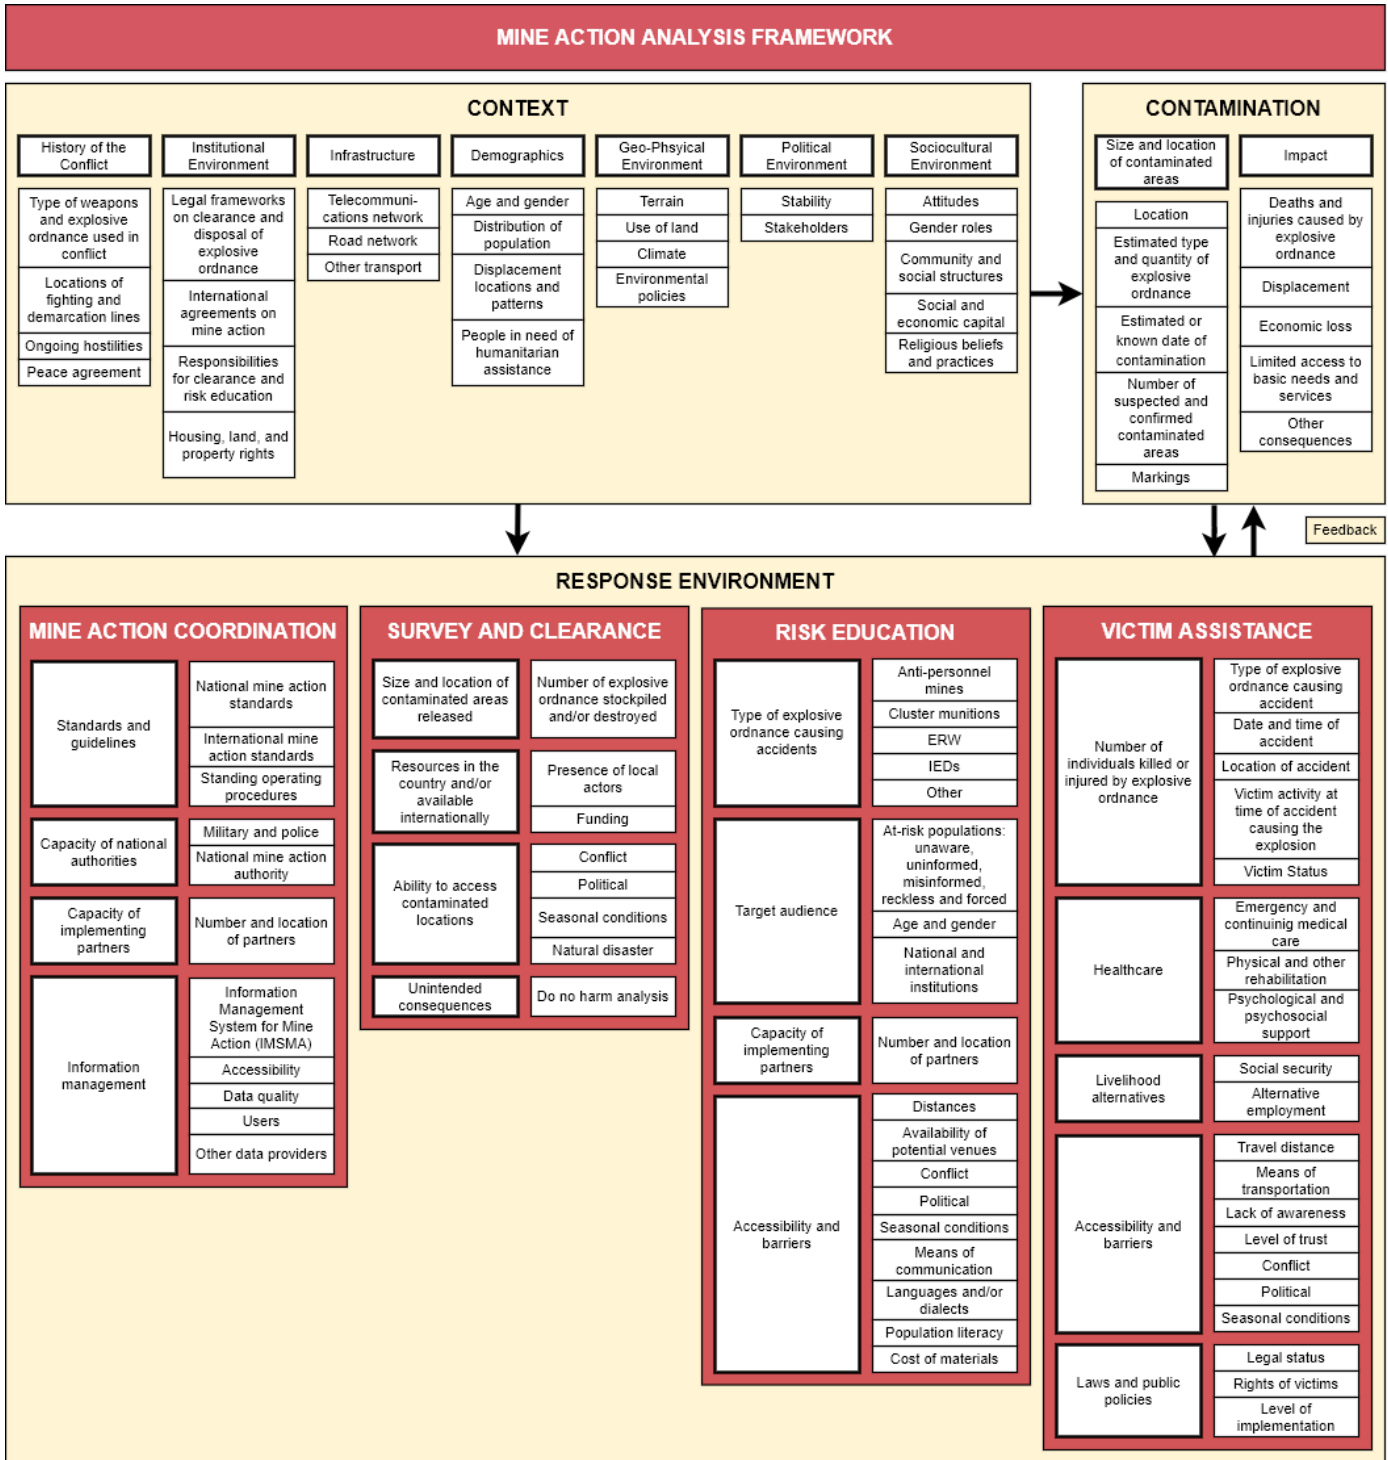 MINE ACTION ANALYSIS FRAMEWORK
CONTEXT
History of the
Conflict
Type of weapons
and explosive
ordnance used in
conflict
Locations of
fighting and
demarcation lines
Ongoing hostilities
Peace agreement
Institutional
Environment
Legal frameworks
on clearance and
disposal of
explosive
ordnance
International
agreements on
mine action
Responsibilities
for clearance and
risk education
Housing, land, and
property rights
Infrastructure
Telecommuni-
cations network
Road network
Other transport
Demographics
Age and gender
Distribution of
population
Displacement
locations and
patterns
People in need of
humanitarian
assistance
Geo-Phsyical
Environment
Terrain
Use of land
Climate
Environmental
policies
Political
Environment
Stability
Stakeholders
Sociocultural
Environment
Attitudes
Gender roles
Community and
social structures
Social and
economic capital
Religious beliefs
and practices
CONTAMINATION
Size and location
of contaminated
areas
Location
Estimated type
and quantity of
explosive
ordnance
Estimated or
known date of
contamination
Number of
suspected and
confirmed
contaminated
areas
Markings
Impact
Deaths and
injuries caused by
explosive
ordnance
Displacement
Economic loss
Limited access to
basic needs and
services
Other
consequences
Feedback
RESPONSE ENVIRONMENT
MINE ACTION COORDINATION
Standards and
guidelines
National mine action
standards
International mine
action standards
Standing operating
procedures
Capacity of national
authorities
Military and police
National mine action
authority
Capacity of
implementing
partners
Number and location
of partners
Information
management
Information
Management
System for Mine
Action (IMSMA)
Accessibility
Data quality
Users
Other data providers
SURVEY AND CLEARANCE
Size and location of
contaminated areas
released
Number of explosive
ordnance stockpiled
and/or destroyed
Resources in the
country and/or
available
internationally
Presence of local
actors
Funding
Ability to access
contaminated
locations
Conflict
Political
Seasonal conditions
Natural disaster
Unintended
consequences
Do no harm analysis
RISK EDUCATION
Type of explosive
ordnance causing
accidents
Anti-personnel
mines
Cluster munitions
ERW
IEDs
Other
Target audience
At-risk populations:
unaware,
uninformed,
misinformed,
reckless and forced
Age and gender
National and
international
institutions
Capacity of
implementing
partners
Number and location
of partners
Accessibility and
barriers
Distances
Availability of
potential venues
Conflict
Political
Seasonal conditions
Means of
communication
Languages and/or
dialects
Population literacy
Cost of materials
VICTIM ASSISTANCE
Number of
individuals killed or
injured by explosive
ordnance
Type of explosive
ordnance causing
accident
Date and time of
accident
Location of accident
Victim activity at
time of accident
causing the
explosion
Victim Status
Healthcare
Emergency and
continuinig medical
care
Physical and other
rehabilitation
Psychological and
psychosocial
support
Livelihood
alternatives
Social security
Alternative
employment
Accessibility and
barriers
Travel distance
Means of
transportation
Lack of awareness
Level of trust
Conflict
Political
Seasonal conditions
Laws and public
policies
Legal status
Rights of victims
Level of
implementation